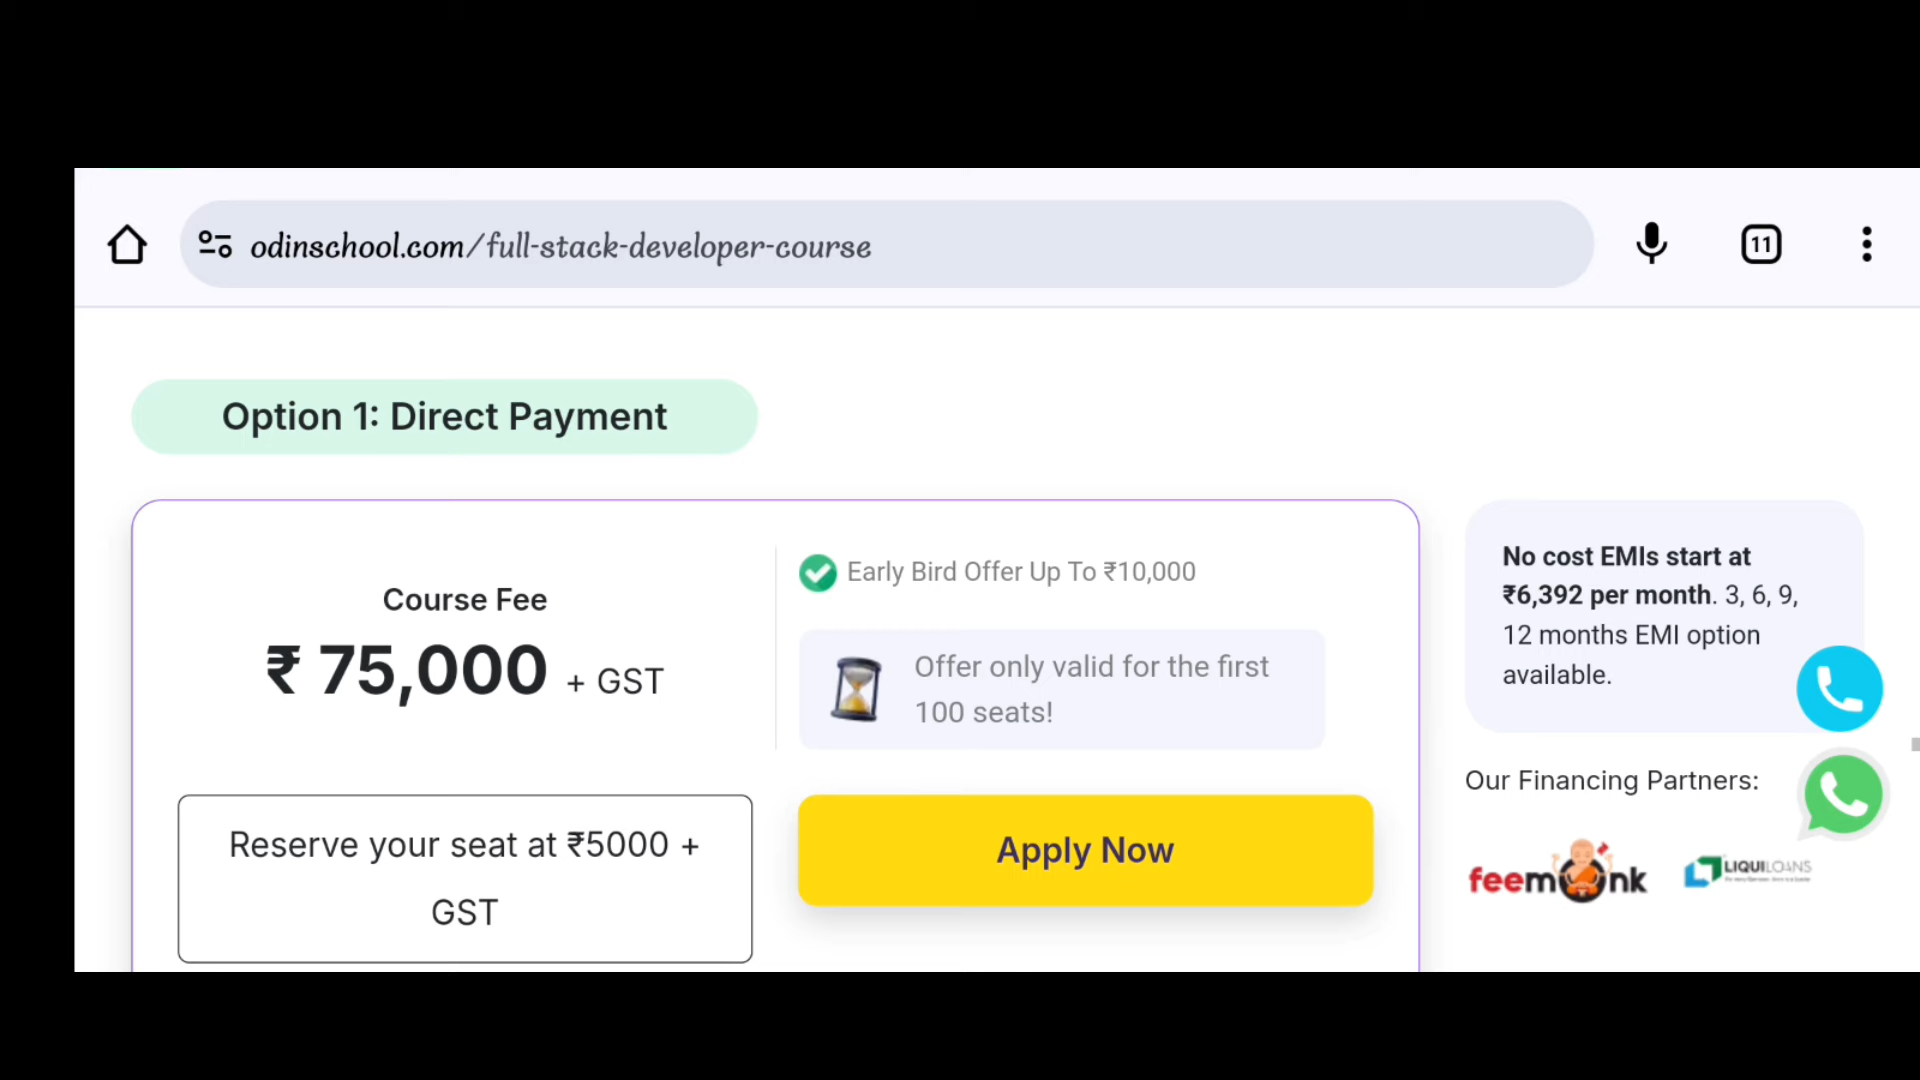 odinschool.com/full-stack-developer-course
11
Option 1: Direct Payment
Course Fee
₹ 75,000 + GST
Early Bird Offer Up To ₹10,000
Offer only valid for the first
100 seats!
Reserve your seat at ₹5000 +
GST
Apply Now
No cost EMIs start at
₹6,392 per month. 3, 6, 9,
12 months EMI option
available.
Our Financing Partners:
feemonk
LIQUILOANS